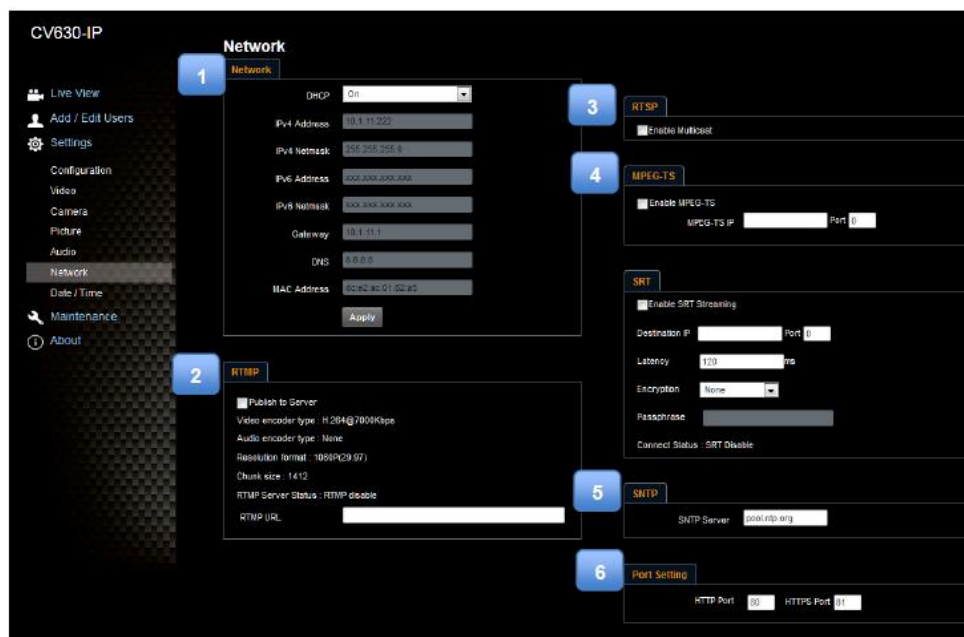 CV630-IP
Live View
Add / Edit Users
Settings
Configuration
Video
Camera
Picture
Audio
Network
Date / Time
Maintenance
About
Network
1
Network
DHCP On
IPv4 Address 10.1.11.222
IPv4 Netmask 255.255.255.0
IPv6 Address xxx.xxx.xxx.xxx
IPv6 Netmask xxx.xxx.xxx.xxx
Gateway 10.1.11.1
DNS 8.8.8.8
MAC Address
Apply
2
RTMP
Publish to Server
Video encoder type : H.264@7000Kbps
Audio encoder type : None
Resolution format : 1080P(29.97)
Chunk size : 1412
RTMP Server Status : RTMP disable
RTMP URL
3
RTSP
Enable Multicast
4
MPEG-TS
Enable MPEG-TS
MPEG-TS IP Port 0
SRT
Enable SRT Streaming
Destination IP Port 0
Latency 120 ms
Encryption None
Passphrase
Connect Status : SRT Disable
5
SNTP
SNTP Server pool.ntp.org
6
Port Setting
HTTP Port 80 HTTPS Port 81